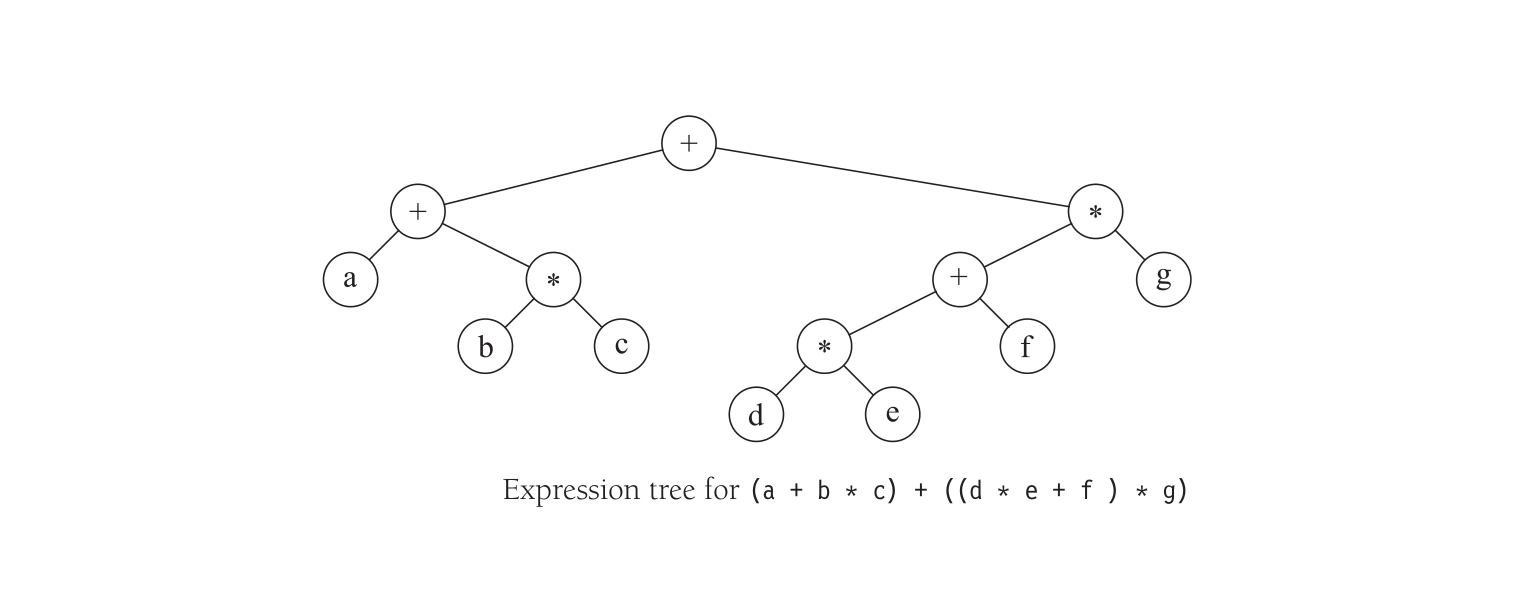 +
+ *
a * + g
b c * f
d e
Expression tree for (a + b * c) + ((d * e + f ) * g)